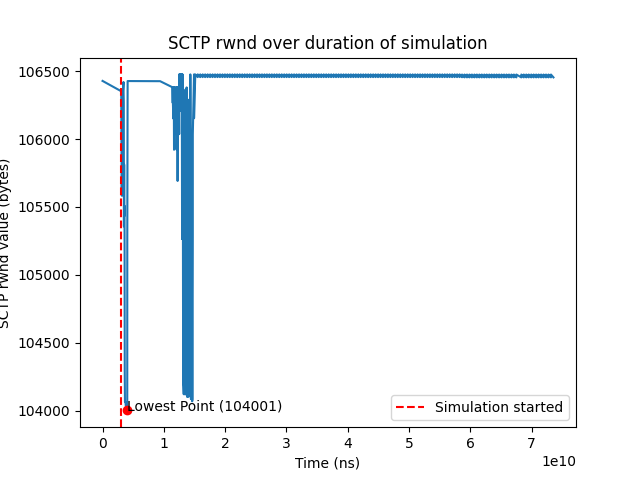 SCTP rwnd over duration of simulation
106500
106000
105500
105000
104500
104000
SCTP rwnd value (bytes)
Lowest Point (104001)
Simulation started
0 1 2 3 4 5 6 7
1e10
Time (ns)